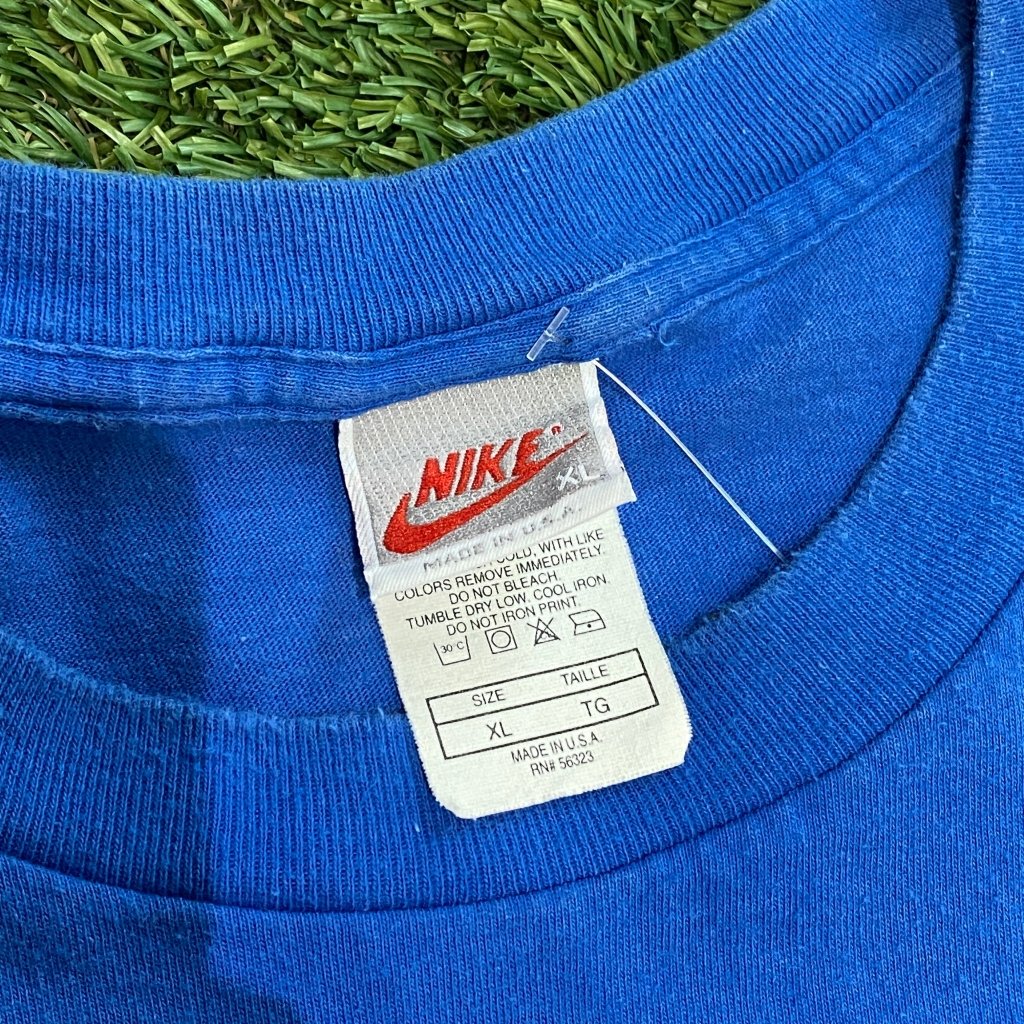 NIKE®
XL
MADE IN U.S.A.
COLD, WITH LIKE
COLORS REMOVE IMMEDIATELY.
DO NOT BLEACH.
TUMBLE DRY LOW. COOL IRON.
DO NOT IRON PRINT.
30°C
SIZE TAILLE
XL TG
MADE IN U.S.A.
RN# 56323